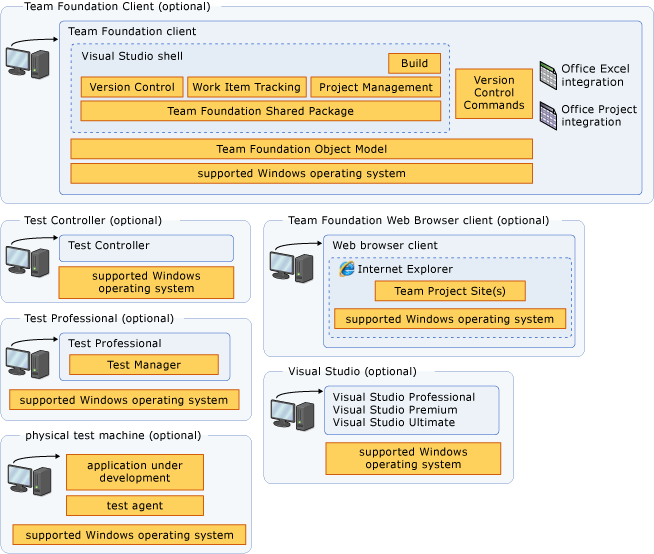 Team Foundation Client (optional)
Team Foundation client
Visual Studio shell
Build
Version Control
Work Item Tracking
Project Management
Team Foundation Shared Package
Version
Control
Commands
Office Excel
integration
Office Project
integration
Team Foundation Object Model
supported Windows operating system
Test Controller (optional)
Test Controller
supported Windows
operating system
Team Foundation Web Browser client (optional)
Web browser client
Internet Explorer
Team Project Site(s)
supported Windows operating system
Test Professional (optional)
Test Professional
Test Manager
supported Windows operating system
Visual Studio (optional)
Visual Studio Professional
Visual Studio Premium
Visual Studio Ultimate
supported Windows
operating system
physical test machine (optional)
application under
development
test agent
supported Windows operating system